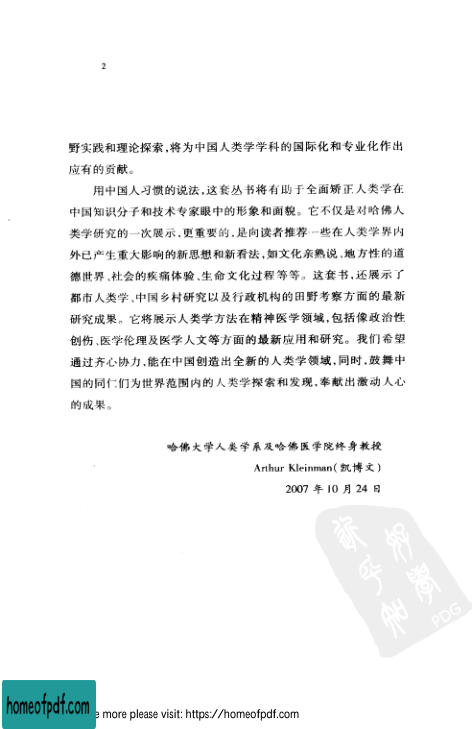 2
野实践和理论探索,将为中国人类学学科的国际化和专业化作出
应有的贡献。
用中国人习惯的说法,这套丛书将有助于全面矫正人类学在
中国知识分子和技术专家眼中的形象和面貌。它不仅是对哈佛人
类学研究的一次展示,更重要的,是向读者推荐一些在人类学界内
外已产生重大影响的新思想和新看法,如文化亲熟说、地方性的道
德世界、社会的疾痛体验、生命文化过程等等。这套书,还展示了
都市人类学、中国乡村研究以及行政机构的田野考察方面的最新
研究成果。它将展示人类学方法在精神医学领域,包括像政治性
创伤、医学伦理及医学人文等方面的最新应用和研究。我们希望
通过齐心协力,能在中国创造出全新的人类学领域,同时,鼓舞中
国的同仁们为世界范围内的人类学探索和发现,奉献出激动人心
的成果。
哈佛大学人类学系及哈佛医学院终身教授
Arthur Kleinman(凯博文)
2007 年 10 月 24 日
PDG
homeofpdf.com
e more please visit: https://homeofpdf.com